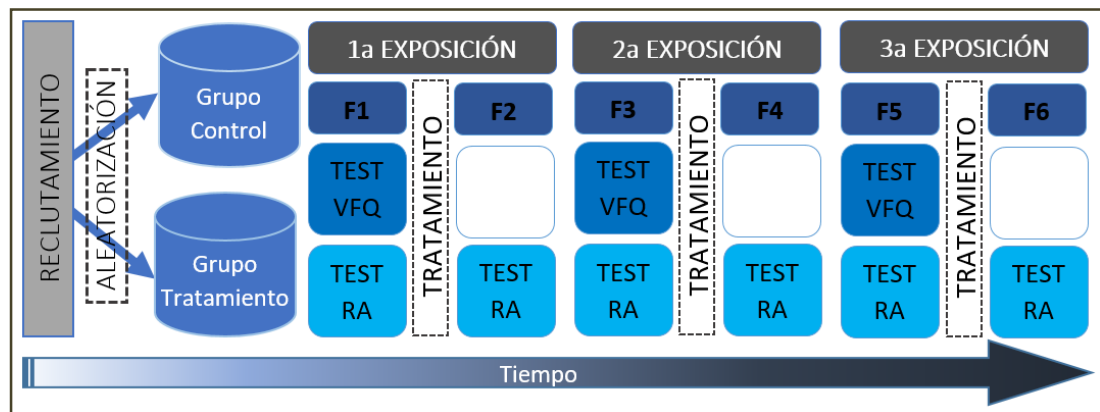 RECLUTAMIENTO
ALEATORIZACIÓN
Grupo
Control
Grupo
Tratamiento
1a EXPOSICIÓN
F1
TEST
VFQ
TEST
RA
TRATAMIENTO
F2
TEST
RA
2a EXPOSICIÓN
F3
TEST
VFQ
TEST
RA
TRATAMIENTO
F4
TEST
RA
3a EXPOSICIÓN
F5
TEST
VFQ
TEST
RA
TRATAMIENTO
F6
TEST
RA
Tiempo